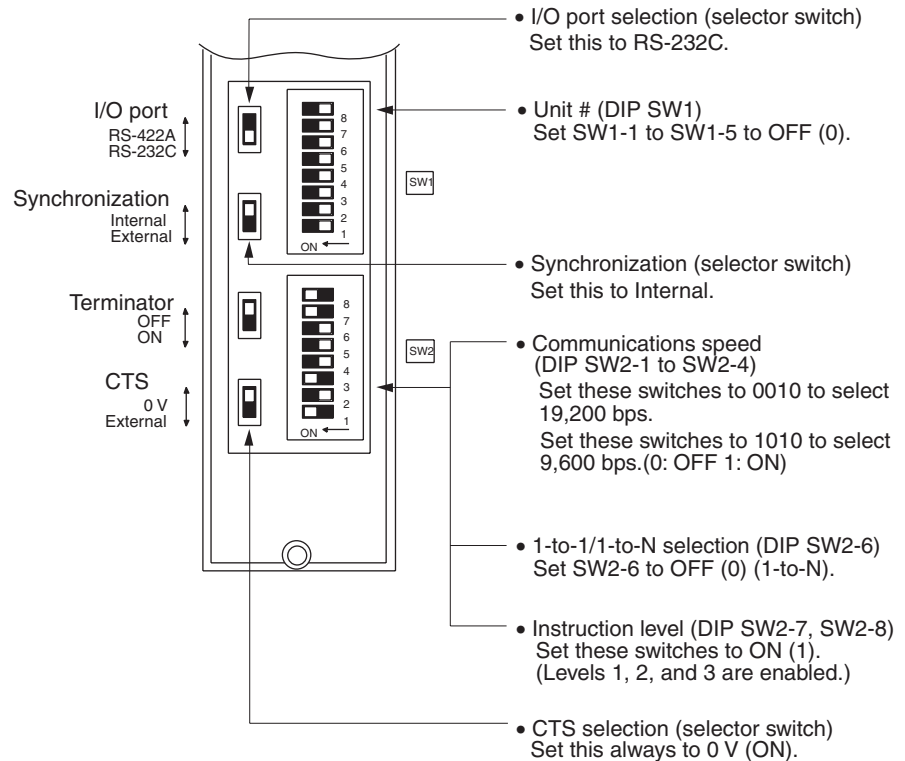 I/O port
RS-422A
RS-232C
Synchronization
Internal
External
Terminator
OFF
ON
CTS
0 V
External
8
7
6
5
4
3
2
1
ON
SW1
8
7
6
5
4
3
2
1
ON
SW2
• I/O port selection (selector switch)
Set this to RS-232C.
• Unit # (DIP SW1)
Set SW1-1 to SW1-5 to OFF (0).
• Synchronization (selector switch)
Set this to Internal.
• Communications speed
(DIP SW2-1 to SW2-4)
Set these switches to 0010 to select
19,200 bps.
Set these switches to 1010 to select
9,600 bps.(0: OFF 1: ON)
• 1-to-1/1-to-N selection (DIP SW2-6)
Set SW2-6 to OFF (0) (1-to-N).
• Instruction level (DIP SW2-7, SW2-8)
Set these switches to ON (1).
(Levels 1, 2, and 3 are enabled.)
• CTS selection (selector switch)
Set this always to 0 V (ON).